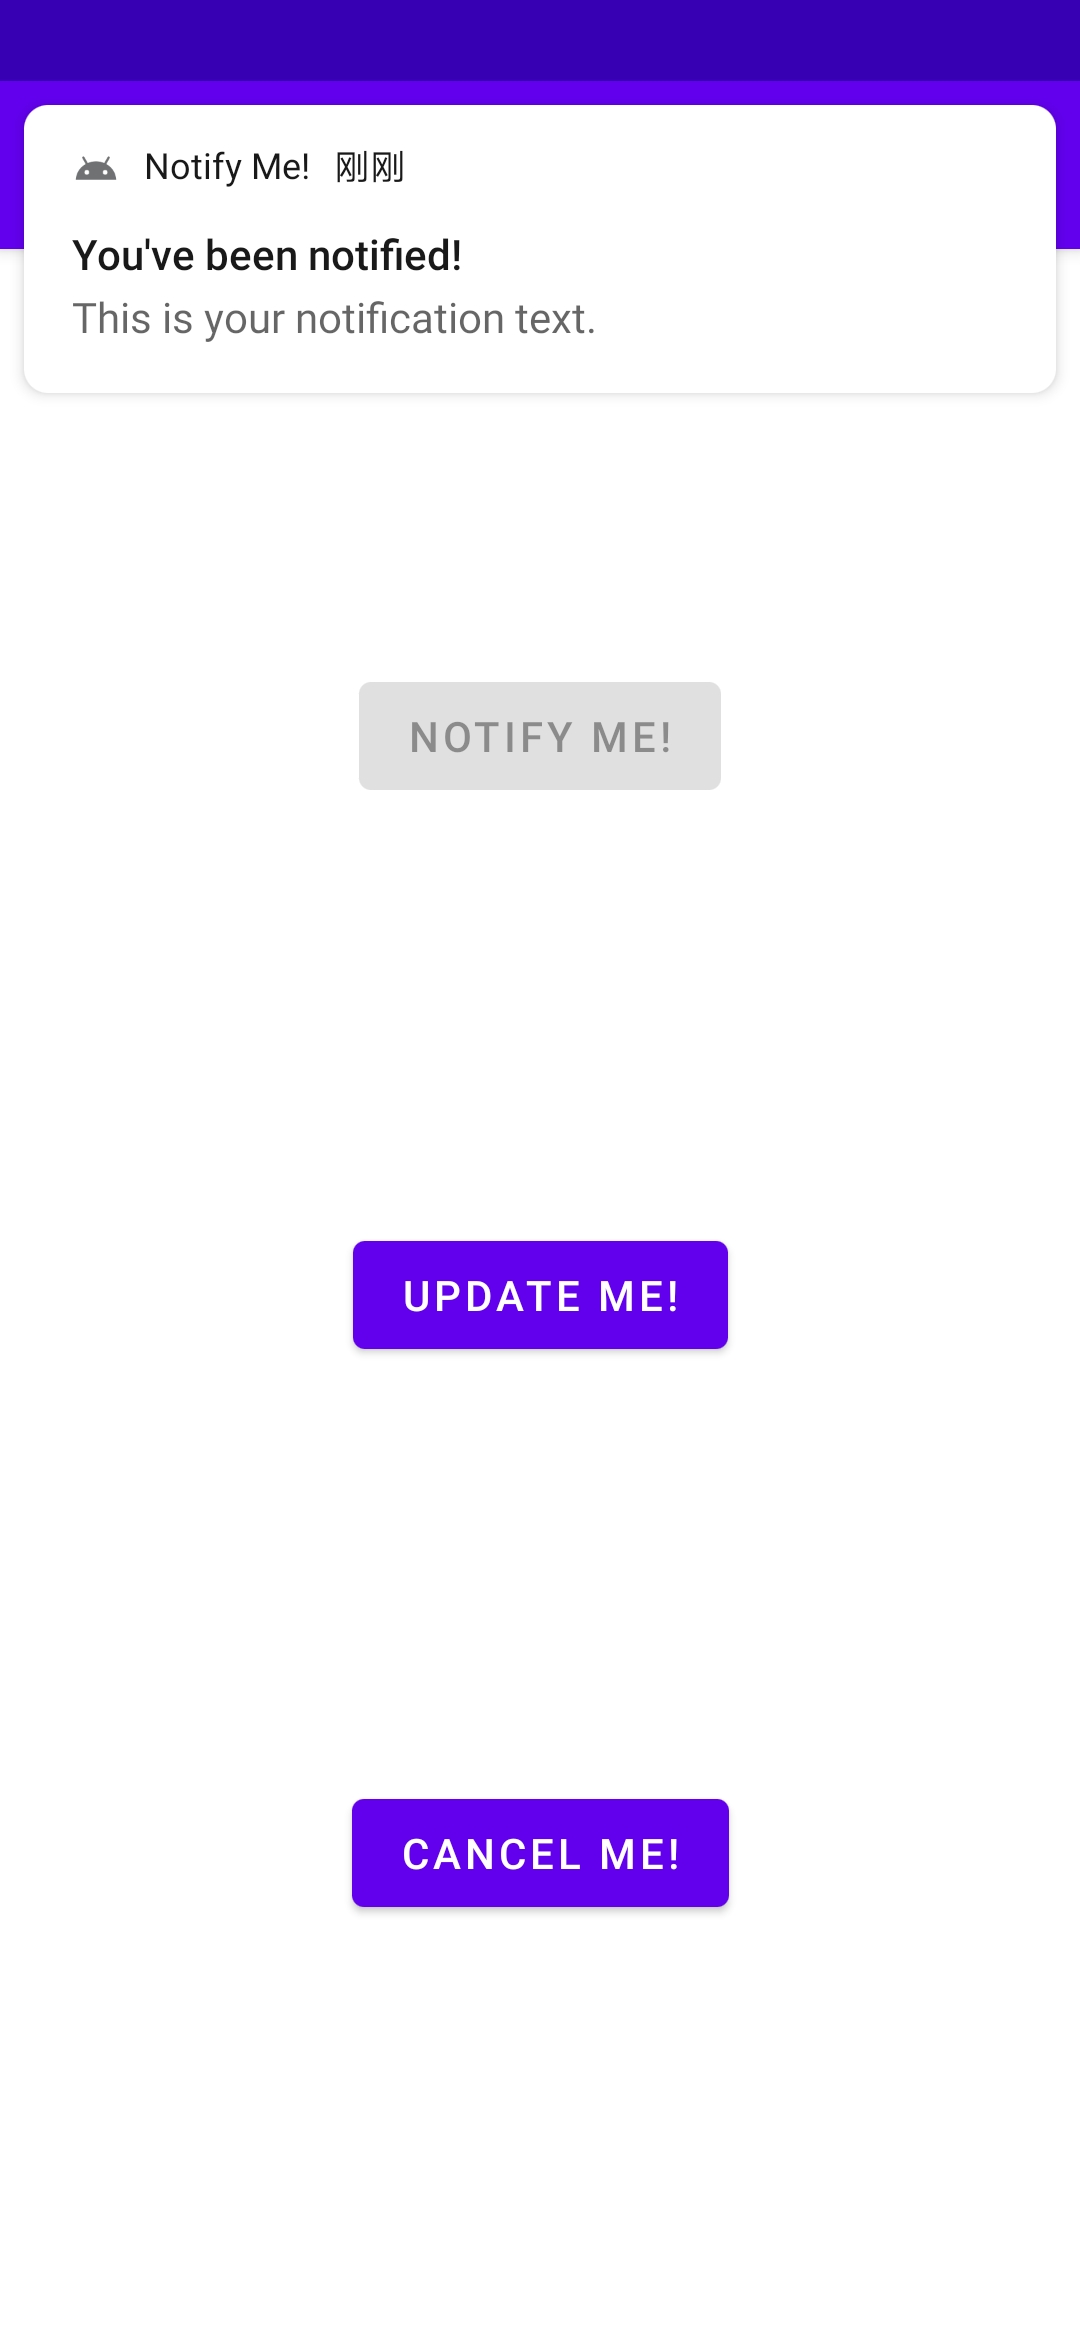 Notify Me! 刚刚
You've been notified!
This is your notification text.
NOTIFY ME!
UPDATE ME!
CANCEL ME!